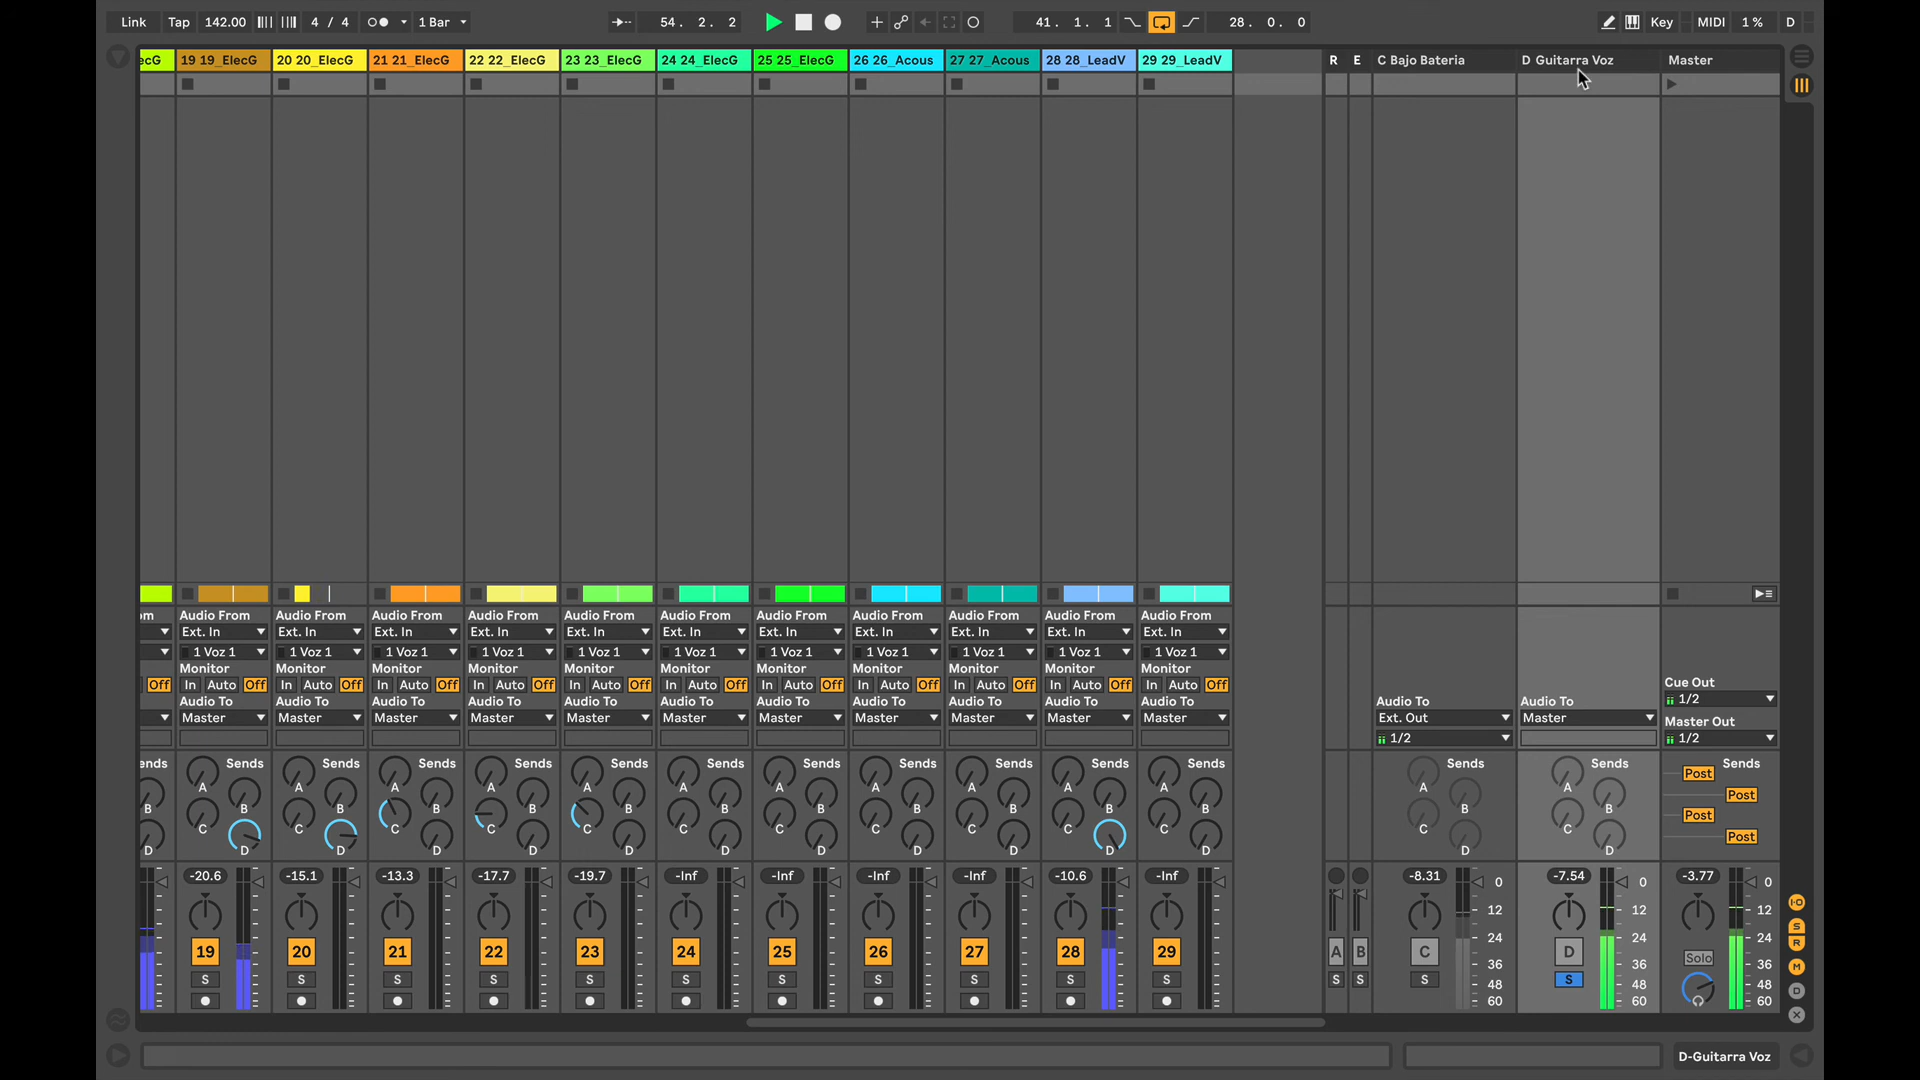 Link Tap 142.00 4 / 4 1 Bar 54. 2. 2 41. 1. 1 28. 0. 0 Key MIDI 1 % D
ecG 19 19_ElecG 20 20_ElecG 21 21_ElecG 22 22_ElecG 23 23_ElecG 24 24_ElecG 25 25_ElecG 26 26_Acous 27 27_Acous 28 28_LeadV 29 29_LeadV R E C Bajo Bateria D Guitarra Voz Master
om Audio From Audio From Audio From Audio From Audio From Audio From Audio From Audio From Audio From Audio From Audio From
Ext. In Ext. In Ext. In Ext. In Ext. In Ext. In Ext. In Ext. In Ext. In Ext. In Ext. In
1 Voz 1 1 Voz 1 1 Voz 1 1 Voz 1 1 Voz 1 1 Voz 1 1 Voz 1 1 Voz 1 1 Voz 1 1 Voz 1 1 Voz 1
Monitor Monitor Monitor Monitor Monitor Monitor Monitor Monitor Monitor Monitor Monitor
Off In Auto Off In Auto Off In Auto Off In Auto Off In Auto Off In Auto Off In Auto Off In Auto Off In Auto Off In Auto Off In Auto Off Cue Out
1/2
Audio To Audio To Audio To Audio To Audio To Audio To Audio To Audio To Audio To Audio To Audio To Audio To Audio To
Master Master Master Master Master Master Master Master Master Master Master Ext. Out Master Master Out
1/2 1/2
ends Sends Sends Sends Sends Sends Sends Sends Sends Sends Sends Sends Sends Sends Sends
Post
A A A A A A A A A A A A A
Post
B B B B B B B B B B B B B B
Post
C C C C C C C C C C C C C
Post
D D D D D D D D D D D D D D
-20.6 -15.1 -13.3 -17.7 -19.7 -Inf -Inf -Inf -Inf -10.6 -Inf -8.31 0 -7.54 0 -3.77 0
12 12 12
24 24 24
19 20 21 22 23 24 25 26 27 28 29 A B C D Solo
36 36 36
S S S S S S S S S S S S S S S
48 48 48
60 60 60
I·O
S
R
M
D
X
D-Guitarra Voz